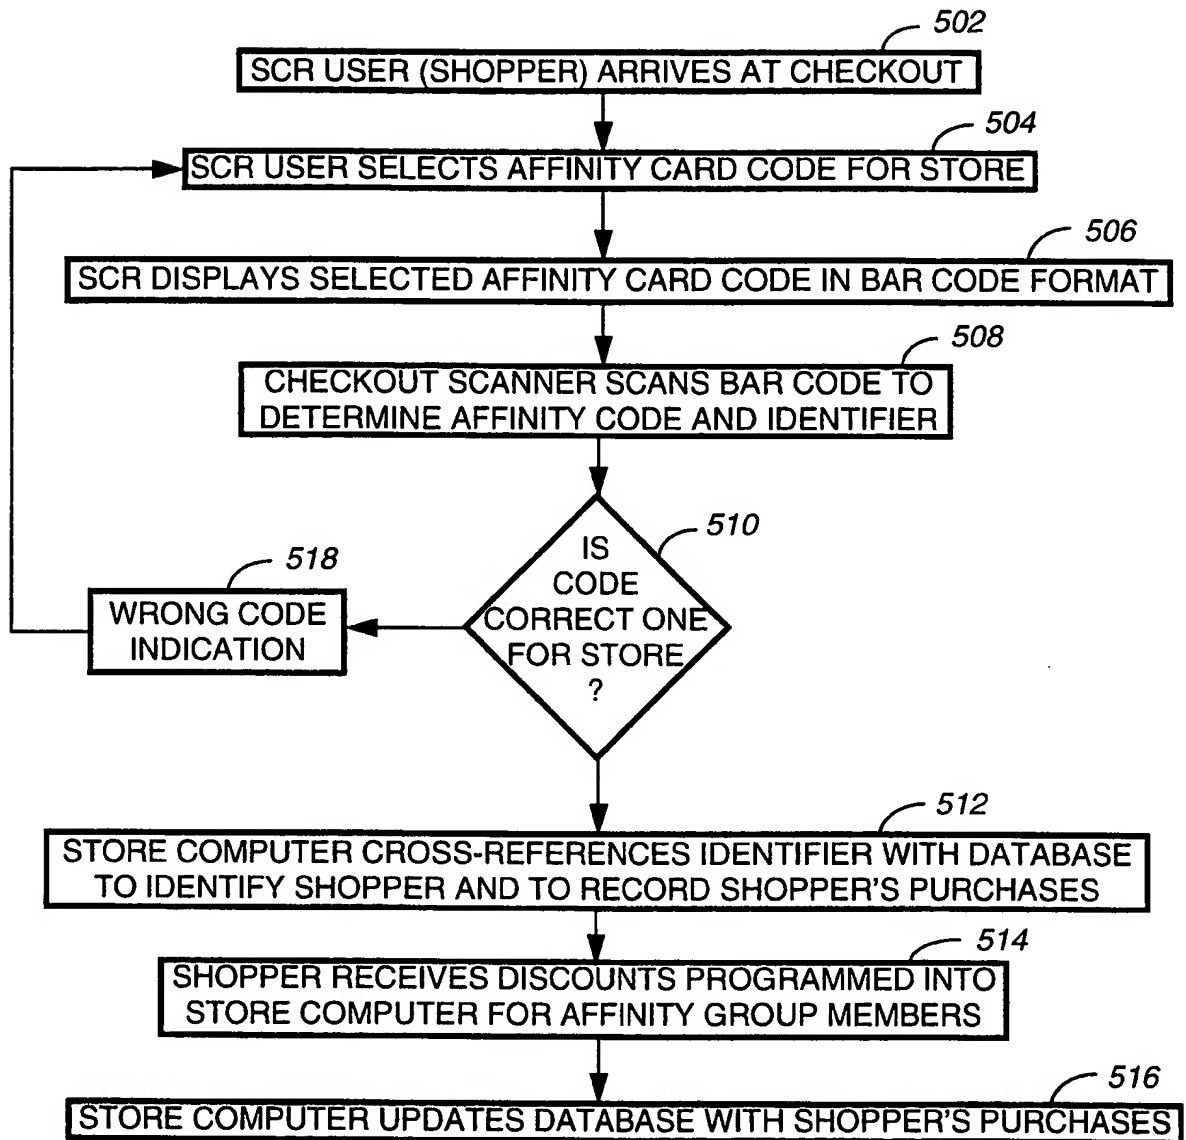 502
SCR USER (SHOPPER) ARRIVES AT CHECKOUT
504
SCR USER SELECTS AFFINITY CARD CODE FOR STORE
506
SCR DISPLAYS SELECTED AFFINITY CARD CODE IN BAR CODE FORMAT
508
CHECKOUT SCANNER SCANS BAR CODE TO
DETERMINE AFFINITY CODE AND IDENTIFIER
510
IS
CODE
CORRECT ONE
FOR STORE
?
518
WRONG CODE
INDICATION
512
STORE COMPUTER CROSS-REFERENCES IDENTIFIER WITH DATABASE
TO IDENTIFY SHOPPER AND TO RECORD SHOPPER'S PURCHASES
514
SHOPPER RECEIVES DISCOUNTS PROGRAMMED INTO
STORE COMPUTER FOR AFFINITY GROUP MEMBERS
516
STORE COMPUTER UPDATES DATABASE WITH SHOPPER'S PURCHASES